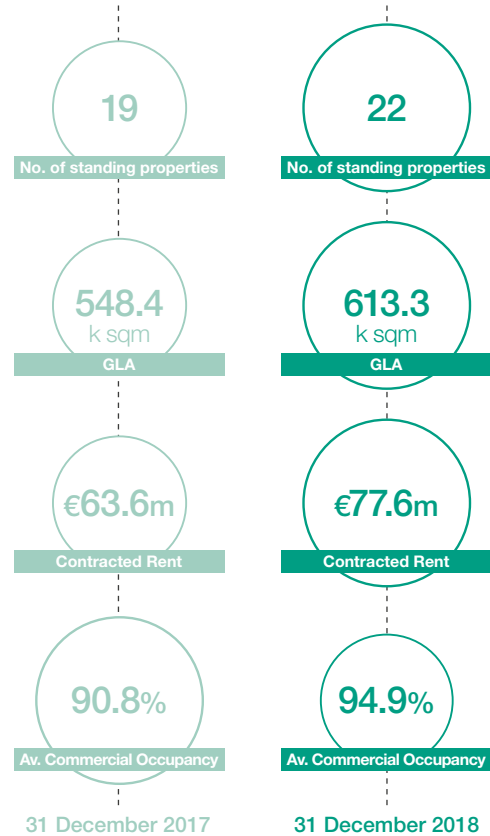 19
No. of standing properties
548.4
k sqm
GLA
€63.6m
Contracted Rent
90.8%
Av. Commercial Occupancy
31 December 2017
22
No. of standing properties
613.3
k sqm
GLA
€77.6m
Contracted Rent
94.9%
Av. Commercial Occupancy
31 December 2018